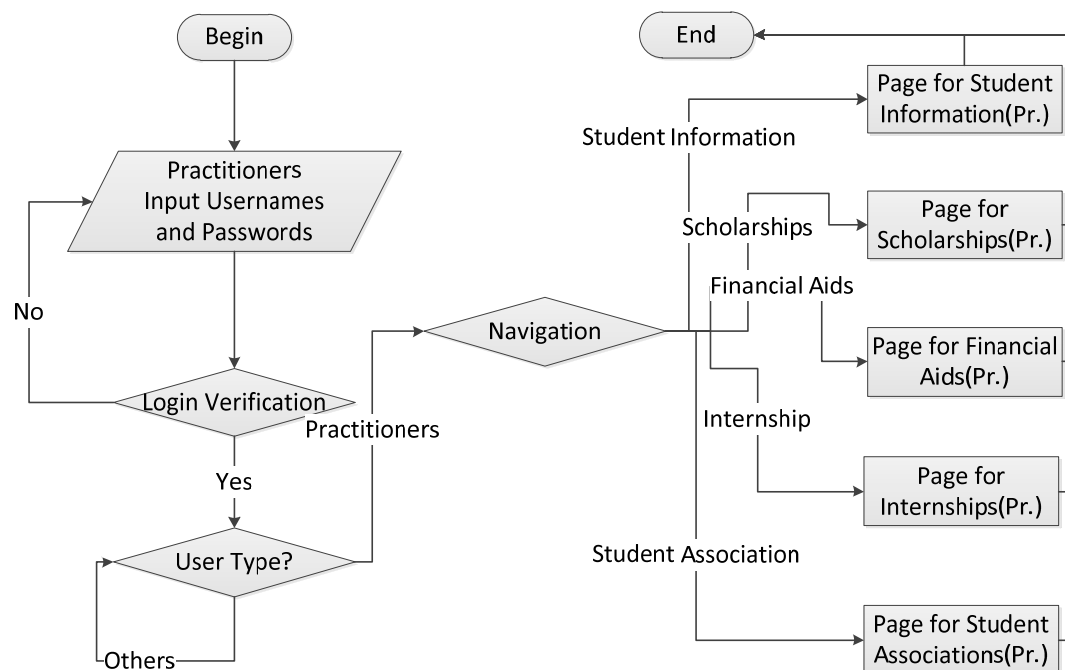 Begin
End
Page for Student
Information(Pr.)
Student Information
Practitioners
Input Usernames
and Passwords
Scholarships
Page for
Scholarships(Pr.)
No
Financial Aids
Navigation
Page for Financial
Aids(Pr.)
Login Verification
Practitioners
Internship
Yes
Page for
Internships(Pr.)
User Type?
Student Association
Page for Student
Associations(Pr.)
Others